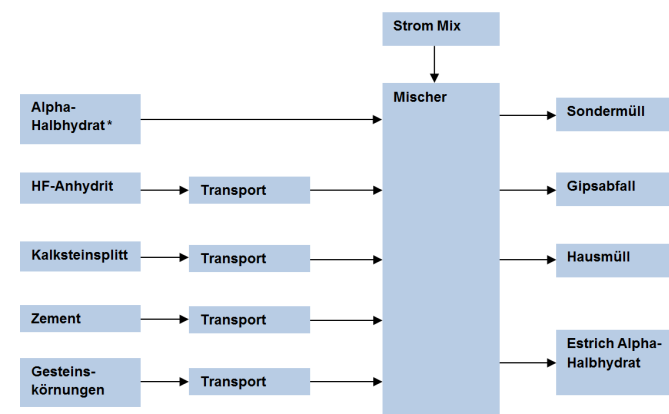 Strom Mix
Mischer
Alpha-
Halbhydrat *
Sondermüll
HF-Anhydrit
Transport
Gipsabfall
Kalksteinsplitt
Transport
Hausmüll
Zement
Transport
Estrich Alpha-
Halbhydrat
Gesteins-
körnungen
Transport